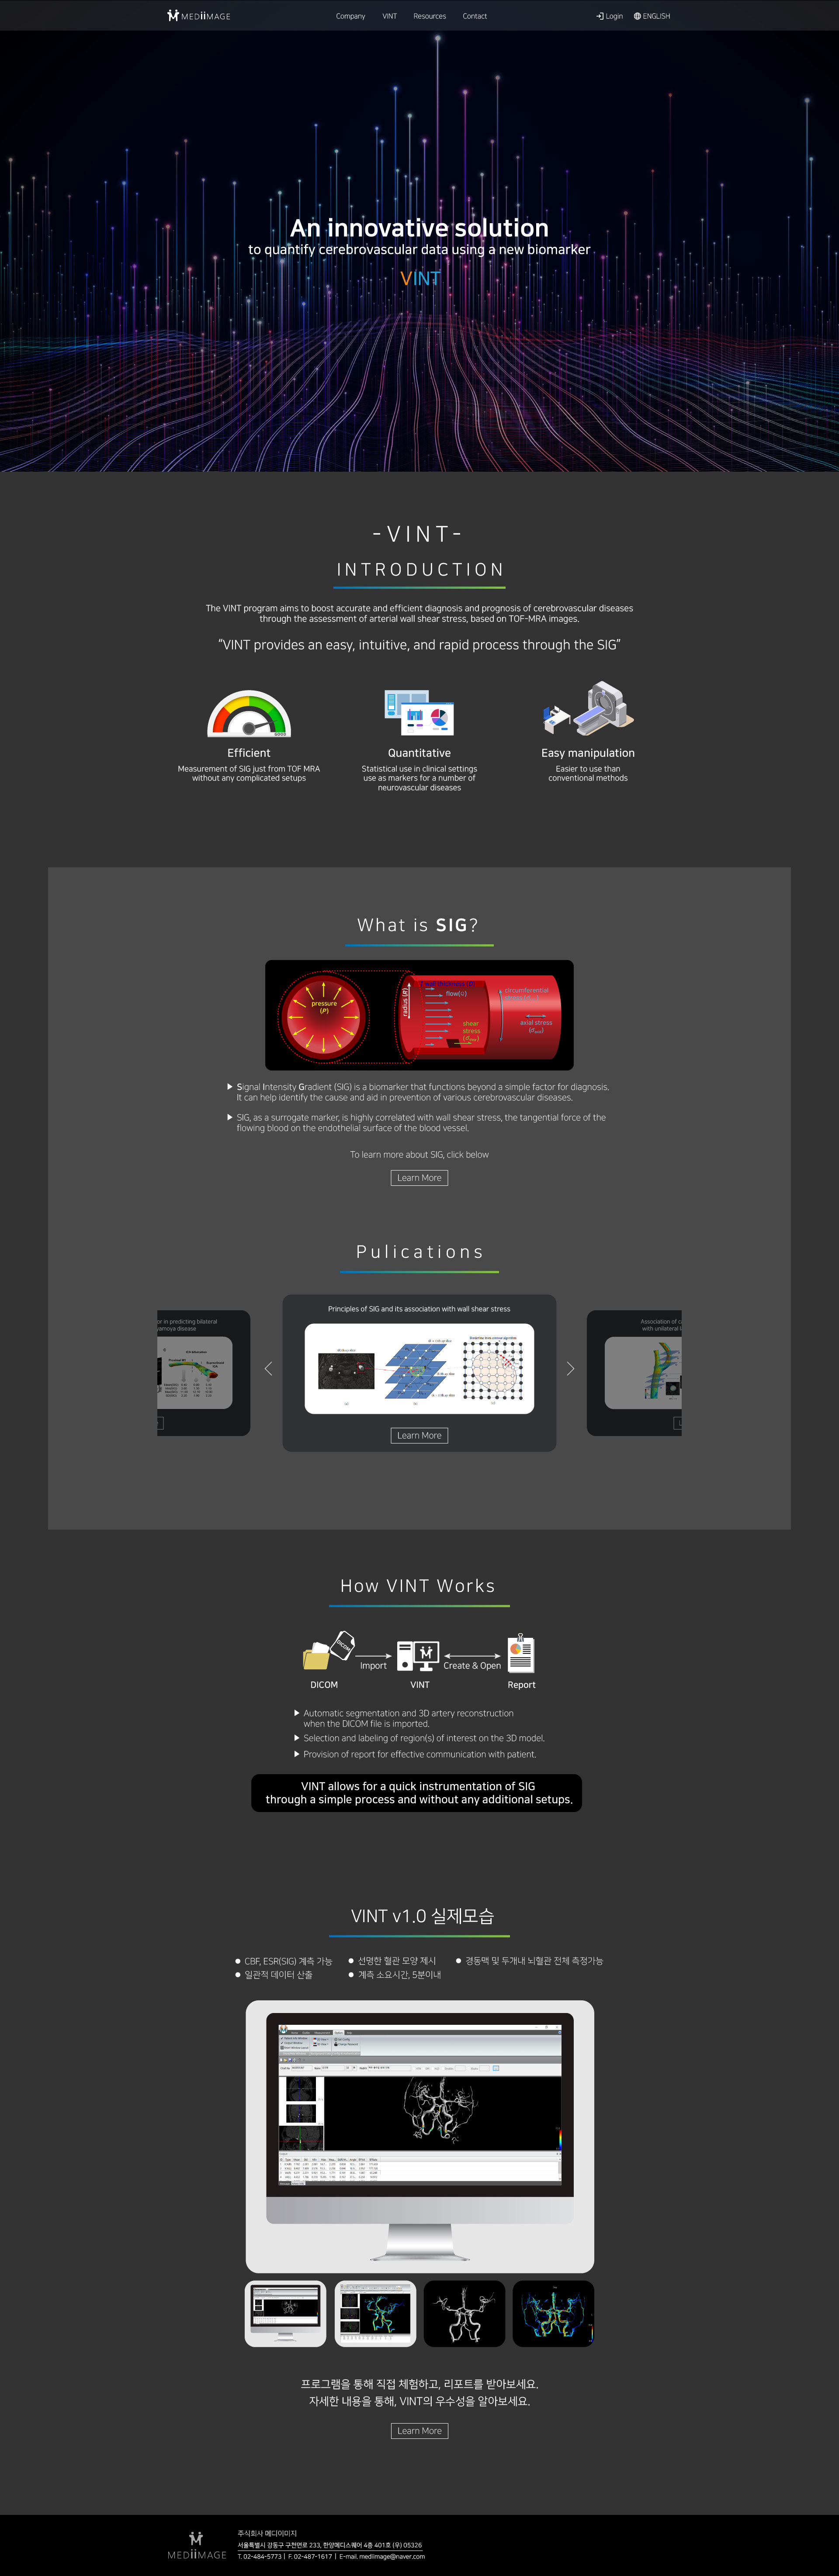 MEDiiMAGE
Company VINT Resources Contact
Login ENGLISH
An innovative solution
to quantify cerebrovascular data using a new biomarker
VINT
-VINT-
INTRODUCTION
The VINT program aims to boost accurate and efficient diagnosis and prognosis of cerebrovascular diseases
through the assessment of arterial wall shear stress, based on TOF-MRA images.
“VINT provides an easy, intuitive, and rapid process through the SIG”
Efficient
Measurement of SIG just from TOF MRA
without any complicated setups
Quantitative
Statistical use in clinical settings
use as markers for a number of
neurovascular diseases
Easy manipulation
Easier to use than
conventional methods
What is SIG?
pressure
(P)
radius (R)
flow(u)
shear
stress
circumferential
axial stress
▶ Signal Intensity Gradient (SIG) is a biomarker that functions beyond a simple factor for diagnosis.
It can help identify the cause and aid in prevention of various cerebrovascular diseases.
▶ SIG, as a surrogate marker, is highly correlated with wall shear stress, the tangential force of the
flowing blood on the endothelial surface of the blood vessel.
To learn more about SIG, click below
Learn More
Pulications
er in predicting bilateral
yamoya disease
Principles of SIG and its association with wall shear stress
Learn More
Association of c
with unilateral
How VINT Works
DICOM
Import
Create & Open
DICOM
VINT
Report
▶ Automatic segmentation and 3D artery reconstruction
when the DICOM file is imported.
▶ Selection and labeling of region(s) of interest on the 3D model.
▶ Provision of report for effective communication with patient.
VINT allows for a quick instrumentation of SIG
through a simple process and without any additional setups.
VINT v1.0 실제모습
● CBF, ESR(SIG) 계측 가능 ● 선명한 혈관 모양 제시 ● 경동맥 및 두개내 뇌혈관 전체 측정가능
● 일관적 데이터 산출 ● 계측 소요시간, 5분이내
프로그램을 통해 직접 체험하고, 리포트를 받아보세요.
자세한 내용을 통해, VINT의 우수성을 알아보세요.
Learn More
MEDiiMAGE
주식회사 메디이미지
서울특별시 강동구 구천면로 233, 한양메디스퀘어 4층 401호 (우) 05326
T. 02-484-5773 | F. 02-487-1617 | E-mail. mediimage@naver.com